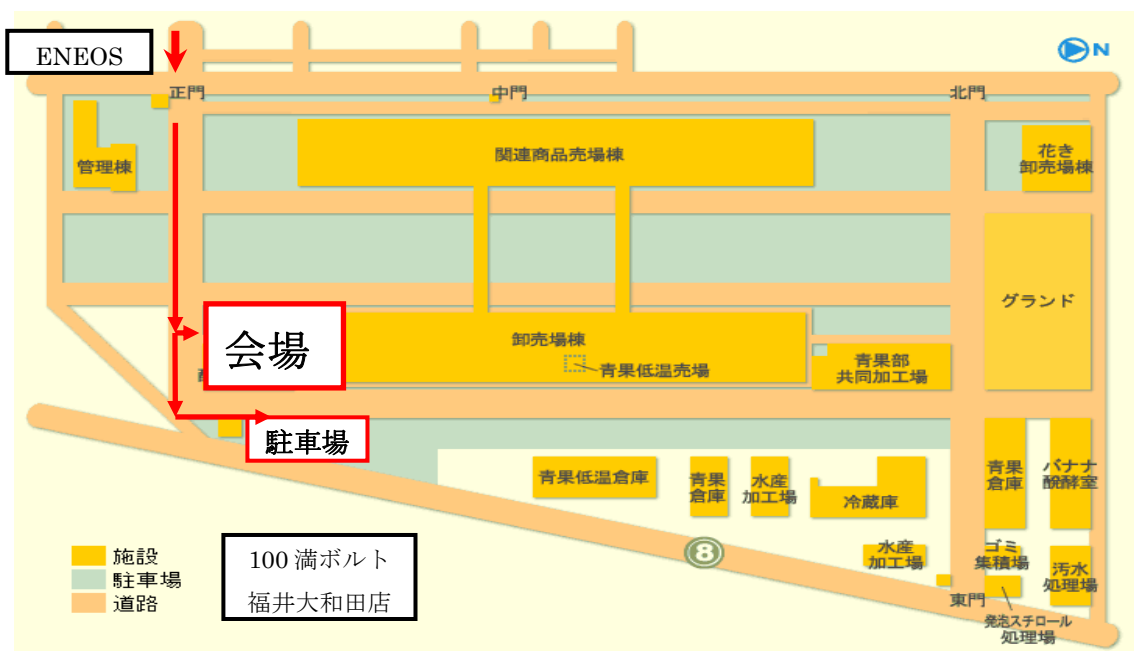 ENEOS
N
正門
中門
北門
管理棟
関連商品売場棟
花き
卸売場棟
グランド
会場
卸売場棟
青果低温売場
青果部
共同加工場
駐車場
青果低温倉庫
青果
倉庫
水産
加工場
冷蔵庫
青果
倉庫
バナナ
醗酵室
8
水産
加工場
ゴミ
集積場
汚水
処理場
東門
発泡スチロール
処理場
施設
駐車場
道路
100満ボルト
福井大和田店